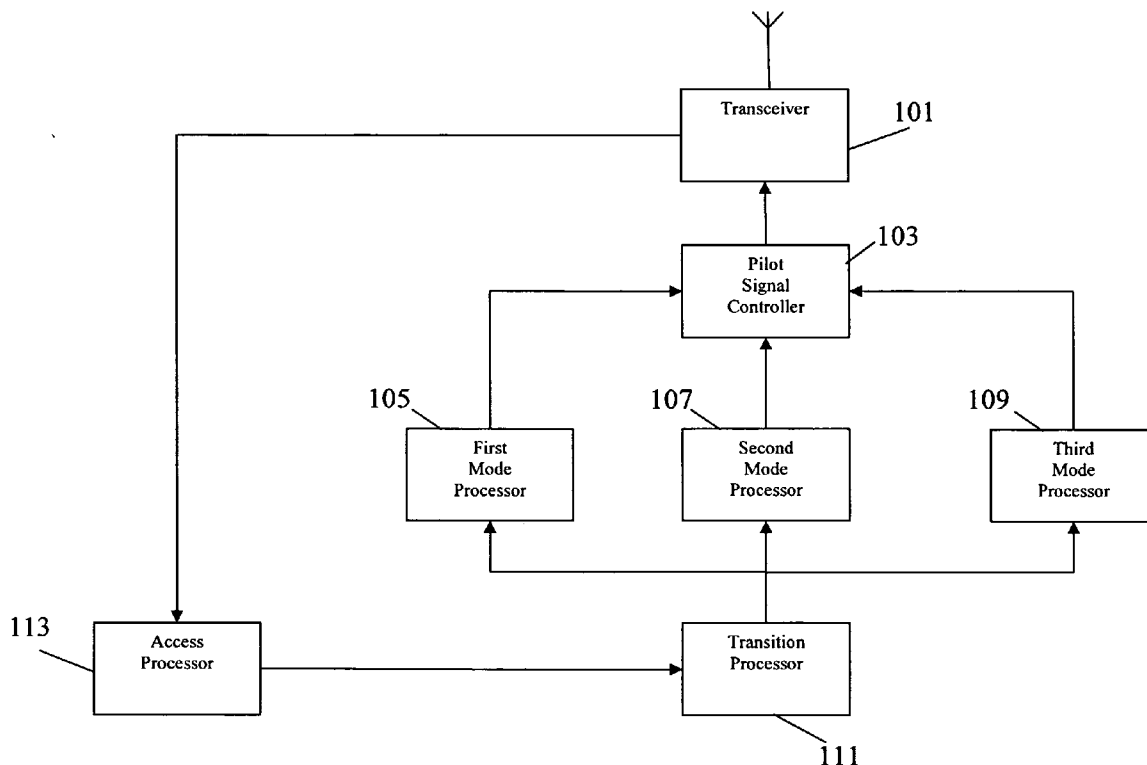 Transceiver
101
103
Pilot
Signal
Controller
105
107
109
First
Mode
Processor
Second
Mode
Processor
Third
Mode
Processor
113
Access
Processor
Transition
Processor
111